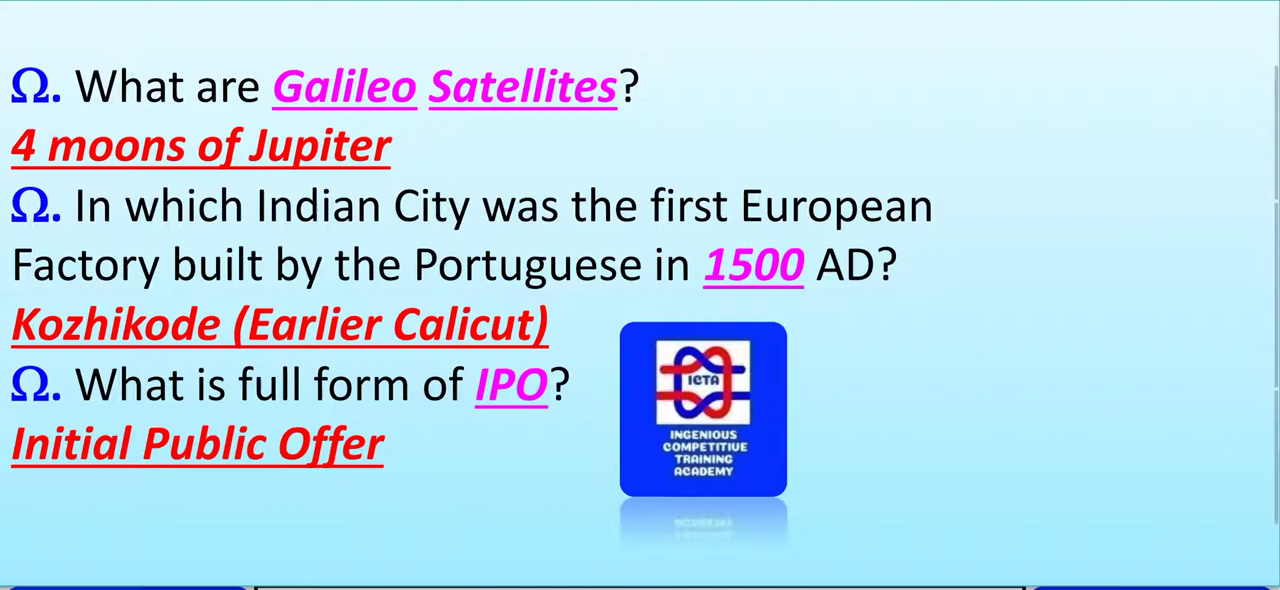 Ω. What are Galileo Satellites?
4 moons of Jupiter
Ω. In which Indian City was the first European
Factory built by the Portuguese in 1500 AD?
Kozhikode (Earlier Calicut)
Ω. What is full form of IPO?
Initial Public Offer
ICTA
INGENIOUS
COMPETITIVE
TRAINING
ACADEMY